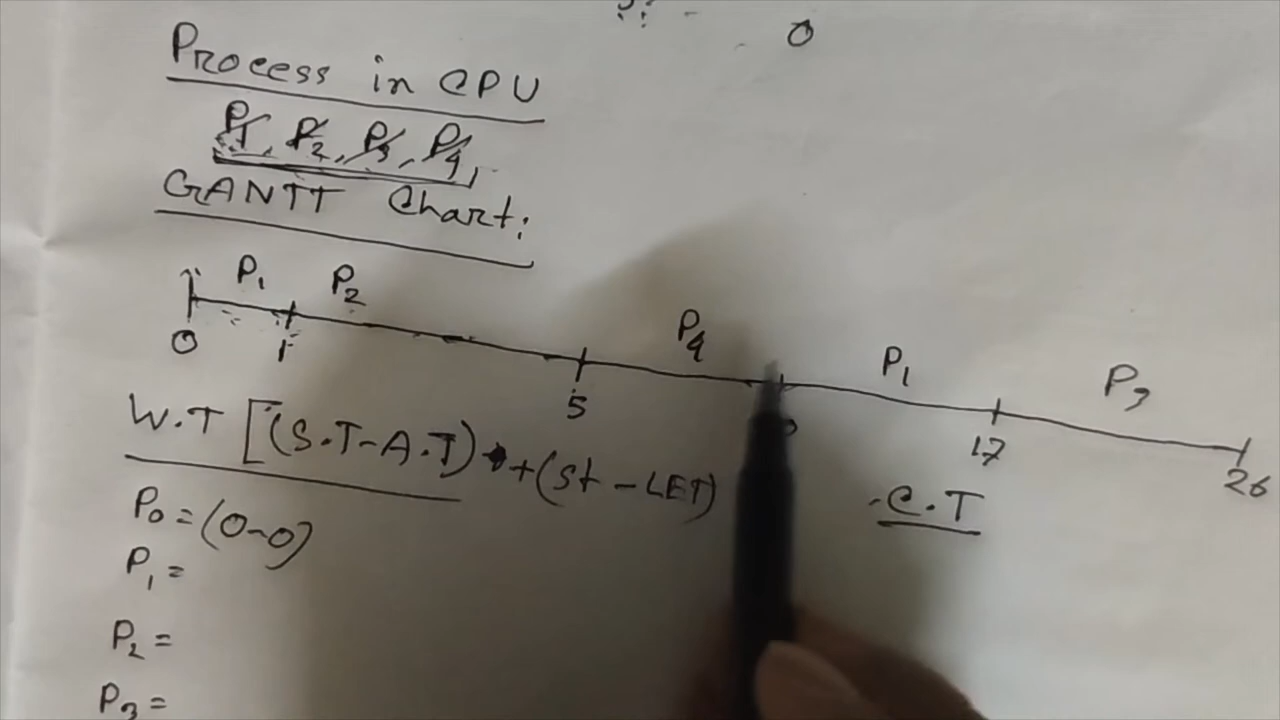 0
Process in CPU
P1, P2, P3, P4,
GANTT Chart:
P1 P2 P4 P1 P3
0 1 5 17 26
W.T [(S.T-A.T) +(St-LET)
C.T
P0=(0-0)
P1=
P2=
P3=